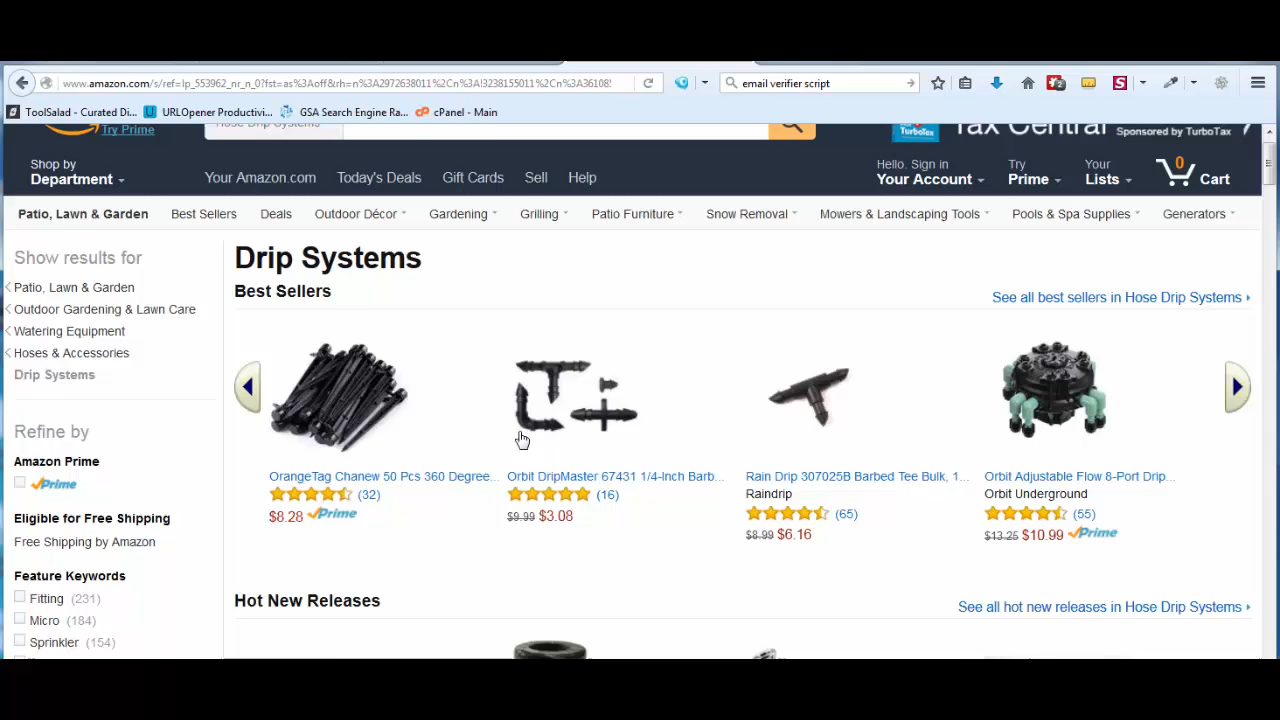 www.amazon.com/s/ref=lp_553962_nr_n_0?fst=as%3Aoff&rh=n%3A2972638011%2Cn%3A!3238155011%2Cn%3A36108!
email verifier script
2
ToolSalad - Curated Di...
URLOpener Productivi...
GSA Search Engine Ra...
cPanel - Main
Try Prime
Hose Drip Systems
TurboTax
Tax Central
Sponsored by TurboTax
Shop by
Department
Your Amazon.com
Today's Deals
Gift Cards
Sell
Help
Hello. Sign in
Your Account
Try
Prime
Your
Lists
0
Cart
Patio, Lawn & Garden
Best Sellers
Deals
Outdoor Décor
Gardening
Grilling
Patio Furniture
Snow Removal
Mowers & Landscaping Tools
Pools & Spa Supplies
Generators
Show results for
Patio, Lawn & Garden
Outdoor Gardening & Lawn Care
Watering Equipment
Hoses & Accessories
Drip Systems
Refine by
Amazon Prime
Prime
Eligible for Free Shipping
Free Shipping by Amazon
Feature Keywords
Fitting (231)
Micro (184)
Sprinkler (154)
Drip Systems
Best Sellers
See all best sellers in Hose Drip Systems
OrangeTag Chanew 50 Pcs 360 Degree...
(32)
$8.28 Prime
Orbit DripMaster 67431 1/4-Inch Barb...
(16)
$9.99 $3.08
Rain Drip 307025B Barbed Tee Bulk, 1...
Raindrip
(65)
$8.99 $6.16
Orbit Adjustable Flow 8-Port Drip...
Orbit Underground
(55)
$13.25 $10.99 Prime
Hot New Releases
See all hot new releases in Hose Drip Systems